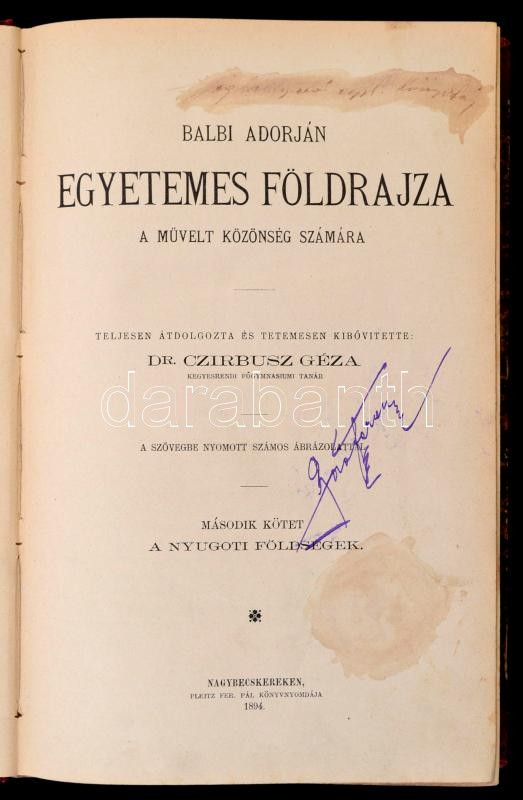 BALBI ADORJÁN
EGYETEMES FÖLDRAJZA
A MŰVELT KÖZÖNSÉG SZÁMÁRA
TELJESEN ÁTDOLGOZTA ÉS TETEMESEN KIBŐVITETTE:
DR. CZIRBUSZ GÉZA
KEGYESRENDI FŐGYMNASIUMI TANÁR
darabanth
A SZÖVEGBE NYOMOTT SZÁMOS ÁBRÁZOLATTAL
MÁSODIK KÖTET
A NYUGOTI FÖLDSÉGEK.
NAGYBECSKEREKEN,
PLEITZ FER. PÁL KÖNYVNYOMDÁJA
1894.